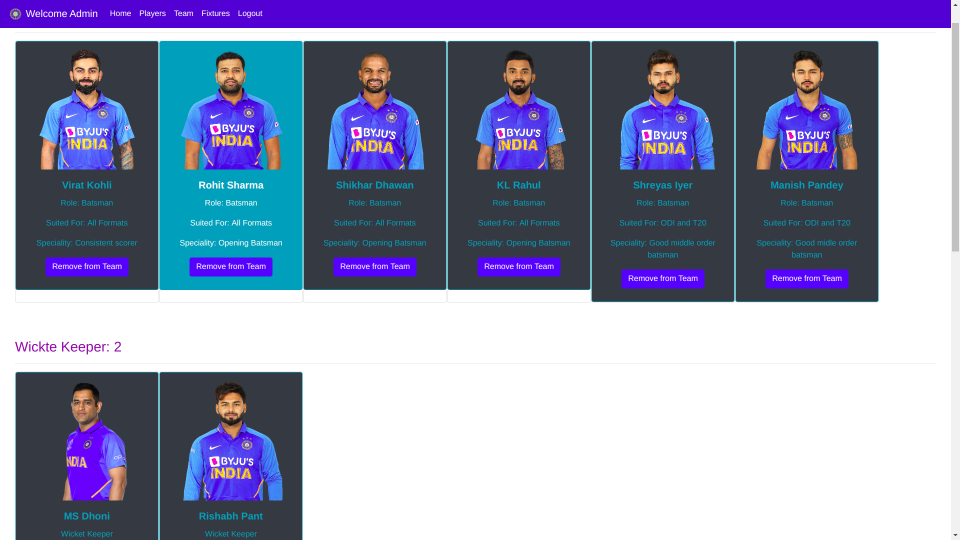 Welcome Admin Home Players Team Fixtures Logout
BYJU'S INDIA
BYJU'S INDIA
BYJU'S INDIA
BYJU'S INDIA
BYJU'S INDIA
BYJU'S INDIA
Virat Kohli
Role: Batsman
Suited For: All Formats
Speciality: Consistent scorer
Remove from Team
Rohit Sharma
Role: Batsman
Suited For: All Formats
Speciality: Opening Batsman
Remove from Team
Shikhar Dhawan
Role: Batsman
Suited For: All Formats
Speciality: Opening Batsman
Remove from Team
KL Rahul
Role: Batsman
Suited For: All Formats
Speciality: Opening Batsman
Remove from Team
Shreyas Iyer
Role: Batsman
Suited For: ODI and T20
Speciality: Good middle order
batsman
Remove from Team
Manish Pandey
Role: Batsman
Suited For: ODI and T20
Speciality: Good midle order
batsman
Remove from Team
Wickte Keeper: 2
INDIA
BYJU'S INDIA
MS Dhoni
Wicket Keeper
Rishabh Pant
Wicket Keeper